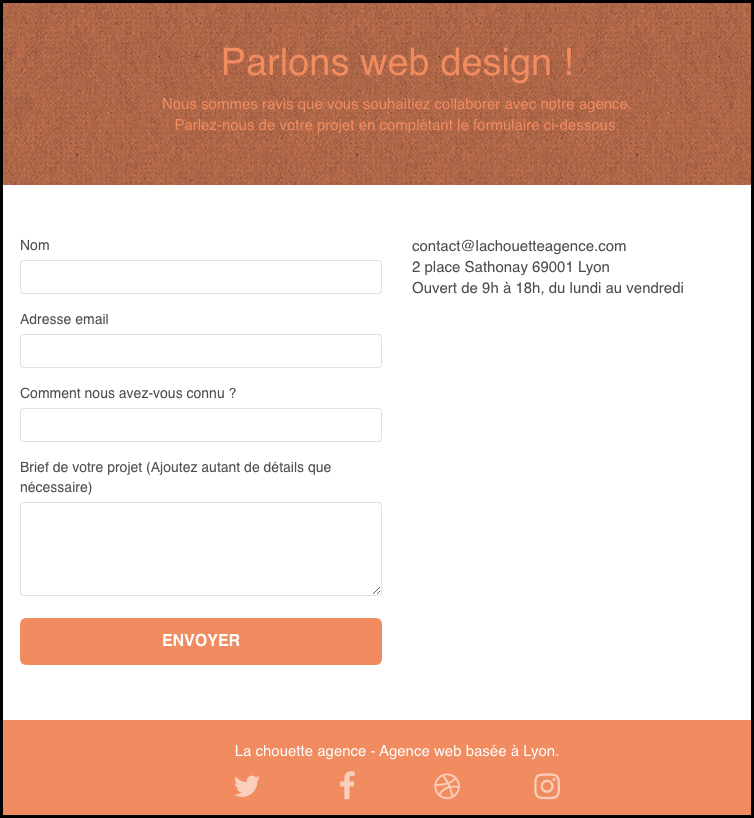 Parlons web design !
Nous sommes ravis que vous souhaitiez collaborer avec notre agence.
Parlez-nous de votre projet en complétant le formulaire ci-dessous.
Nom
Adresse email
Comment nous avez-vous connu ?
Brief de votre projet (Ajoutez autant de détails que
nécessaire)
ENVOYER
contact@lachouetteagence.com
2 place Sathonay 69001 Lyon
Ouvert de 9h à 18h, du lundi au vendredi
La chouette agence - Agence web basée à Lyon.